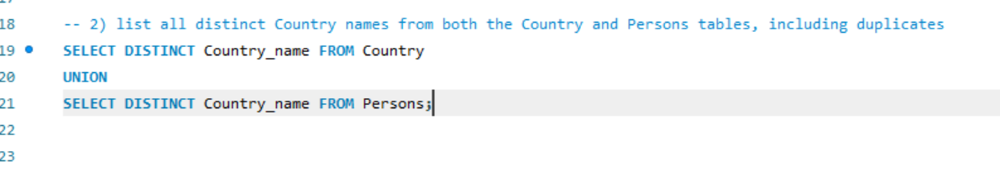 18 -- 2) list all distinct Country names from both the Country and Persons tables, including duplicates
19 SELECT DISTINCT Country_name FROM Country
20 UNION
21 SELECT DISTINCT Country_name FROM Persons;
22
23